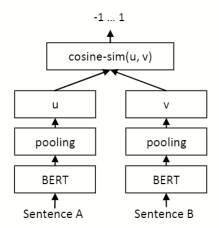 -1 ... 1
cosine-sim(u, v)
u v
pooling pooling
BERT BERT
Sentence A Sentence B